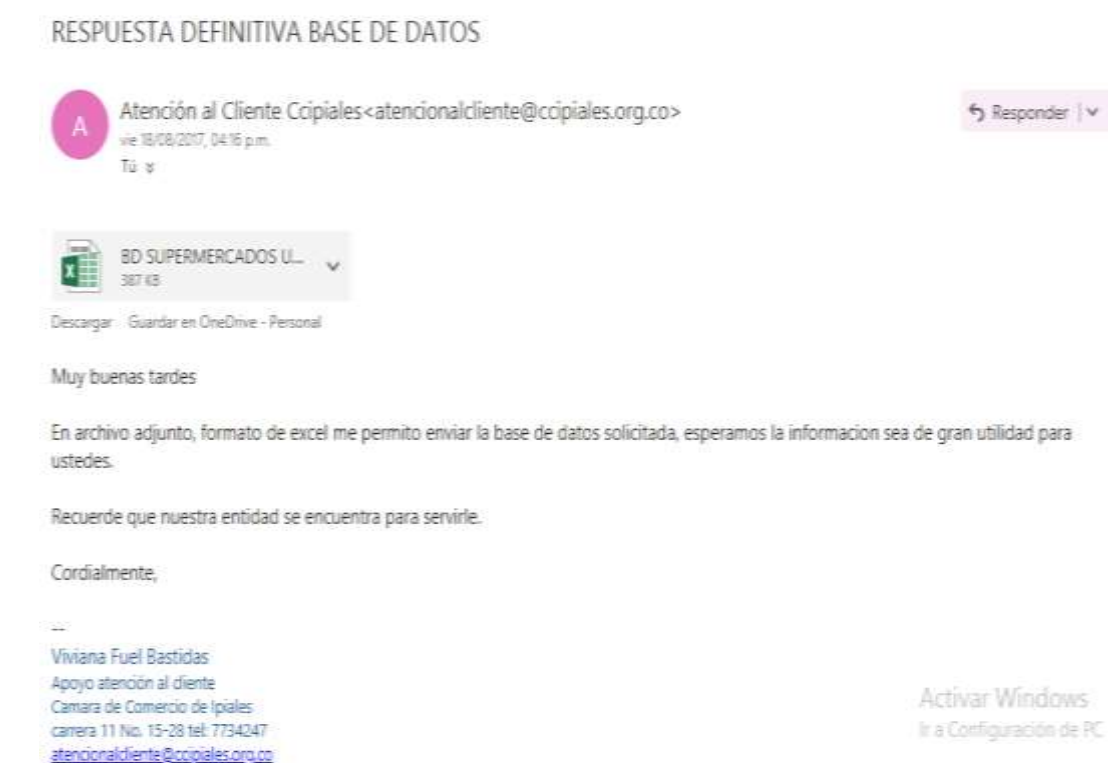 RESPUESTA DEFINITIVA BASE DE DATOS
A
Atención al Cliente Ccipiales<atencionalcliente@ccipiales.org.co>
Responder
vie 18/08/2017, 04:16 p.m.
Tú
BD SUPERMERCADOS U...
387 KB
Descargar Guardar en OneDrive - Personal
Muy buenas tardes
En archivo adjunto, formato de excel me permito enviar la base de datos solicitada, esperamos la informacion sea de gran utilidad para
ustedes.
Recuerde que nuestra entidad se encuentra para servirle.
Cordialmente,
--
Viviana Fuel Bastidas
Apoyo atención al cliente
Camara de Comercio de Ipiales
carrera 11 No. 15-28 tel: 7734247
atencionalcliente@ccipiales.org.co
Activar Windows
Ir a Configuración de PC